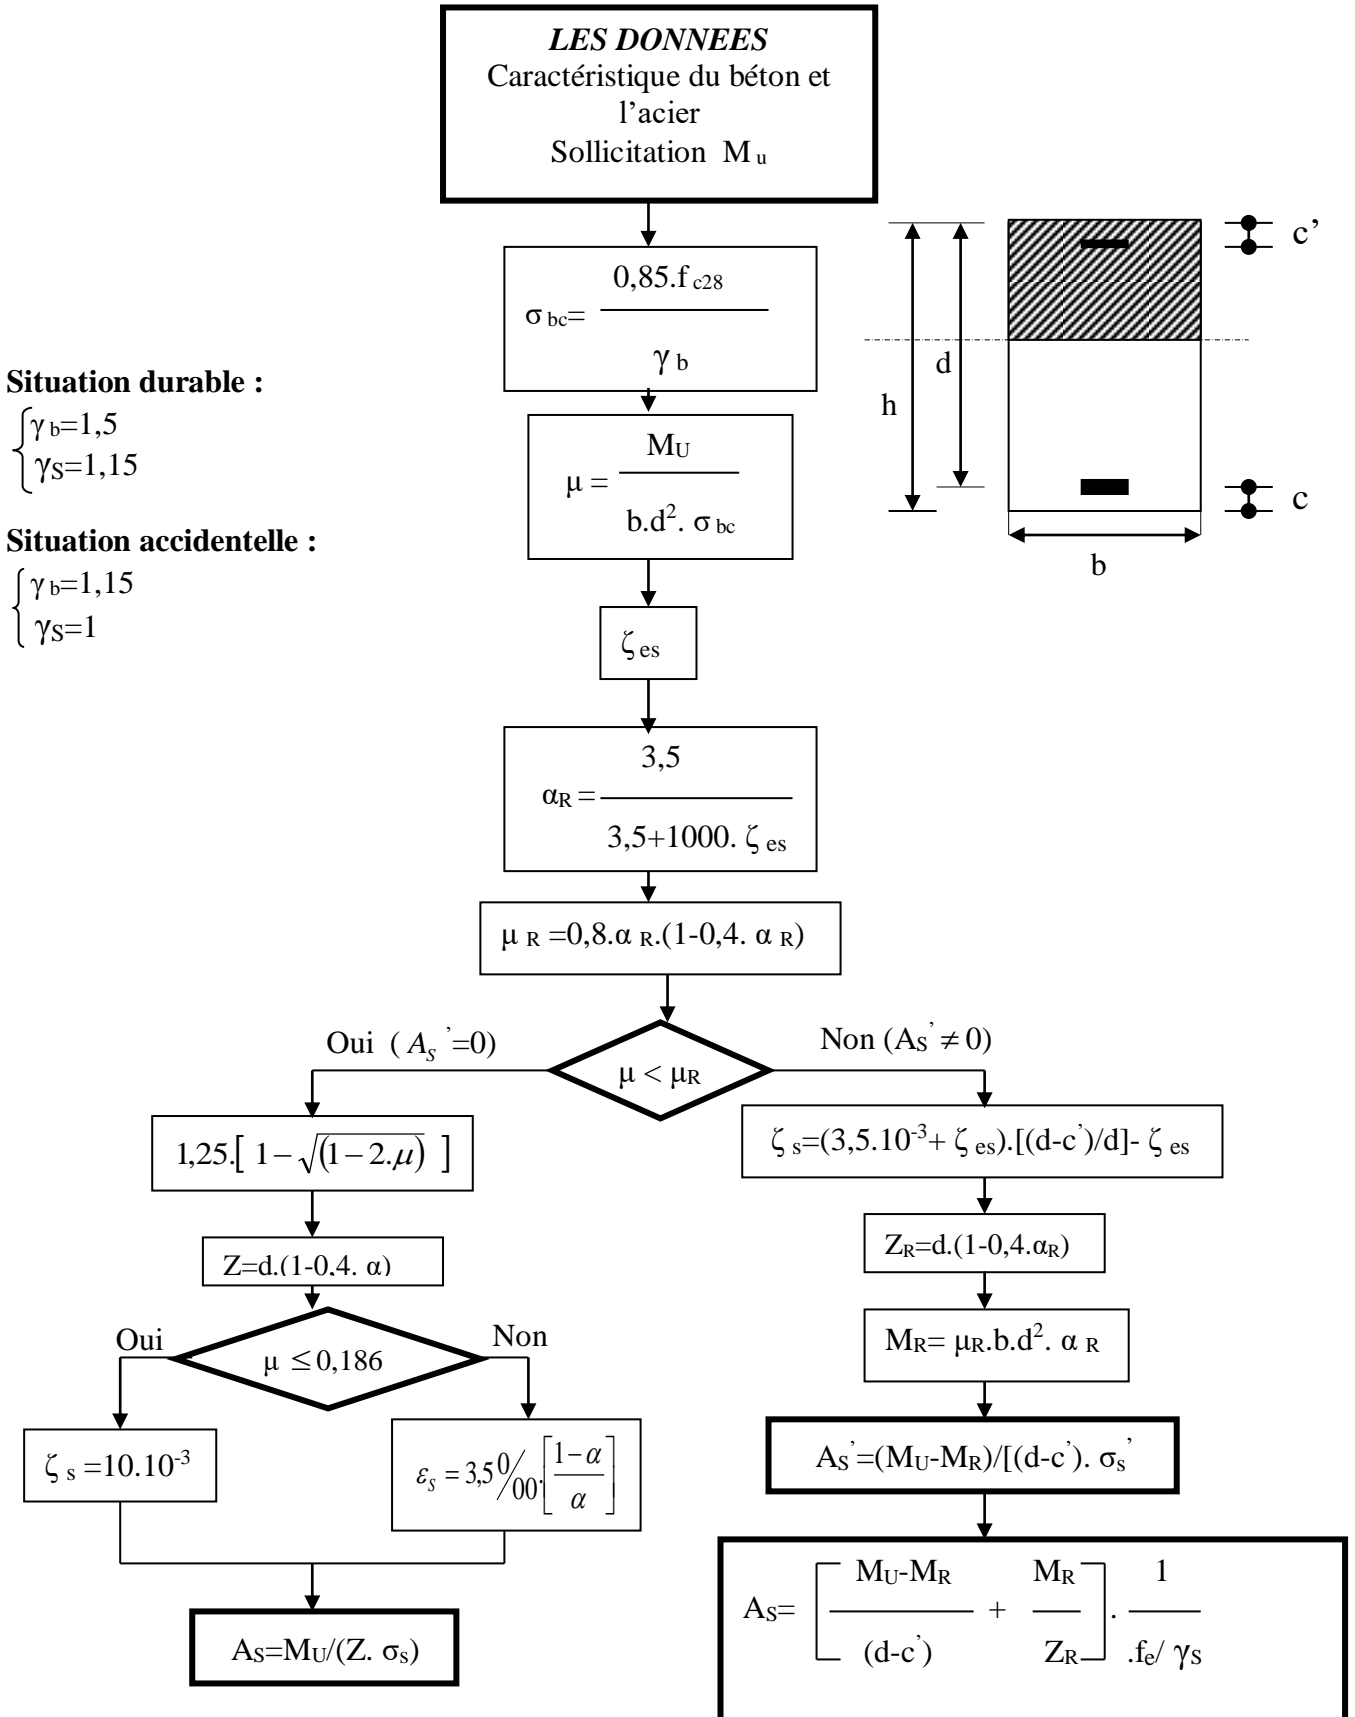 LES DONNEES
Caractéristique du béton et
l’acier
Sollicitation M u
0,85.f c28
σ bc=
γ b
c’
d
h
c
b
Situation durable :
γ b=1,5
γS=1,15
Situation accidentelle :
γ b=1,15
γS=1
MU
μ =
b.d². σ bc
ζ es
3,5
αR =
3,5+1000. ζ es
μ R =0,8.α R.(1-0,4. α R)
Oui ( AS ’=0)
Non (AS’ ≠ 0)
μ < μR
1,25.[ 1−√(1−2.μ) ]
ζ s=(3,5.10-3+ ζ es).[(d-c’)/d]- ζ es
Z=d.(1-0,4. α)
ZR=d.(1-0,4.αR)
Oui
Non
μ ≤ 0,186
MR= μR.b.d². α R
ζ s =10.10-3
εS = 3,5 0/00.[1−α/α]
AS’=(MU-MR)/[(d-c’). σs’
AS=MU/(Z. σs)
MU-MR MR 1
AS= [ + ] .
(d-c’) ZR .fe/ γS